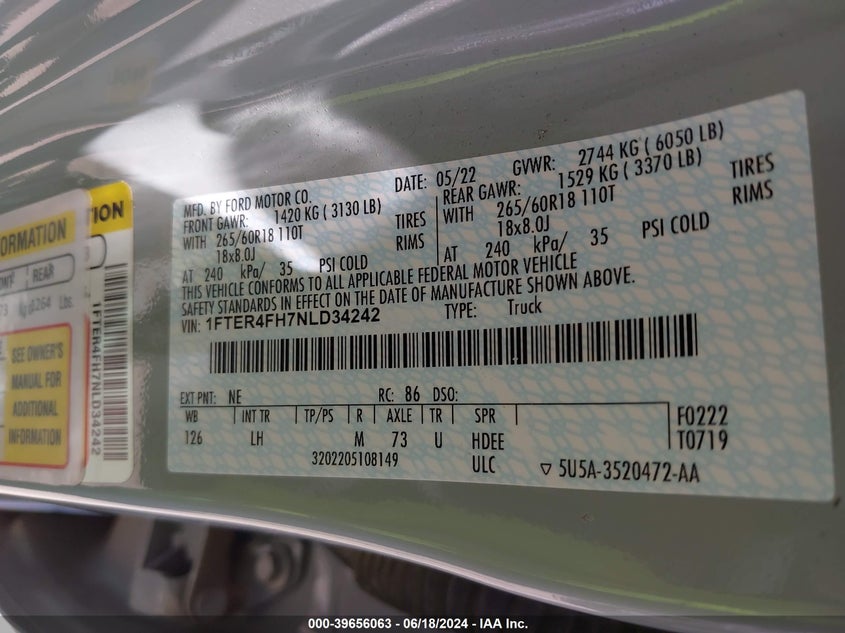 MFD. BY FORD MOTOR CO.
DATE: 05/22
GVWR: 2744 KG ( 6050 LB)
FRONT GAWR: 1420 KG ( 3130 LB)
REAR GAWR: 1529 KG ( 3370 LB)
WITH 265/60R18 110T TIRES
WITH 265/60R18 110T TIRES
18x8.0J RIMS
18x8.0J RIMS
AT 240 kPa/ 35 PSI COLD
AT 240 kPa/ 35 PSI COLD
THIS VEHICLE CONFORMS TO ALL APPLICABLE FEDERAL MOTOR VEHICLE
SAFETY STANDARDS IN EFFECT ON THE DATE OF MANUFACTURE SHOWN ABOVE.
VIN: 1FTER4FH7NLD34242
TYPE: Truck
EXT PNT: NE RC: 86 DSO:
WB INT TR TP/PS R AXLE TR SPR
126 LH M 73 U HDEE
3202205108149 ULC
F0222
T0719
5U5A-3520472-AA
ORMATION
REAR
264 Lbs.
SEE OWNER'S
MANUAL FOR
ADDITIONAL
INFORMATION
TION
1FTER4FH7NLD34242
000-39656063 - 06/18/2024 - IAA Inc.